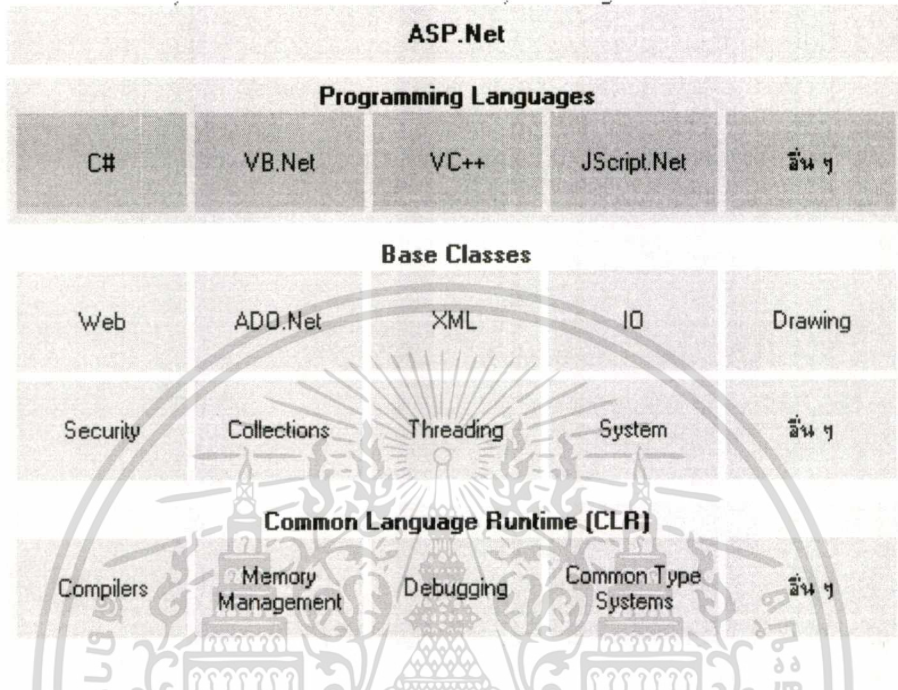 ASP.Net
Programming Languages
C# VB.Net VC++ JScript.Net อื่น ๆ
Base Classes
Web ADO.Net XML IO Drawing
Security Collections Threading System อื่น ๆ
Common Language Runtime (CLR)
Compilers Memory Management Debugging Common Type Systems อื่น ๆ